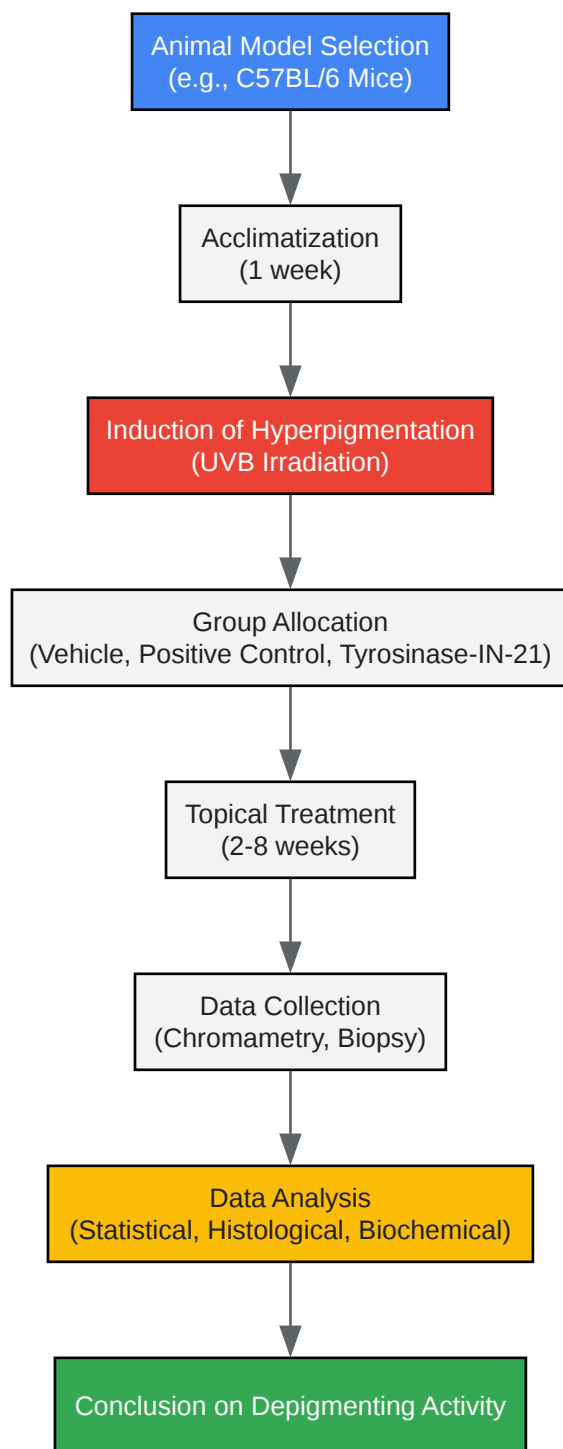 Animal Model Selection
(e.g., C57BL/6 Mice)
Acclimatization
(1 week)
Induction of Hyperpigmentation
(UVB Irradiation)
Group Allocation
(Vehicle, Positive Control, Tyrosinase-IN-21)
Topical Treatment
(2-8 weeks)
Data Collection
(Chromametry, Biopsy)
Data Analysis
(Statistical, Histological, Biochemical)
Conclusion on Depigmenting Activity